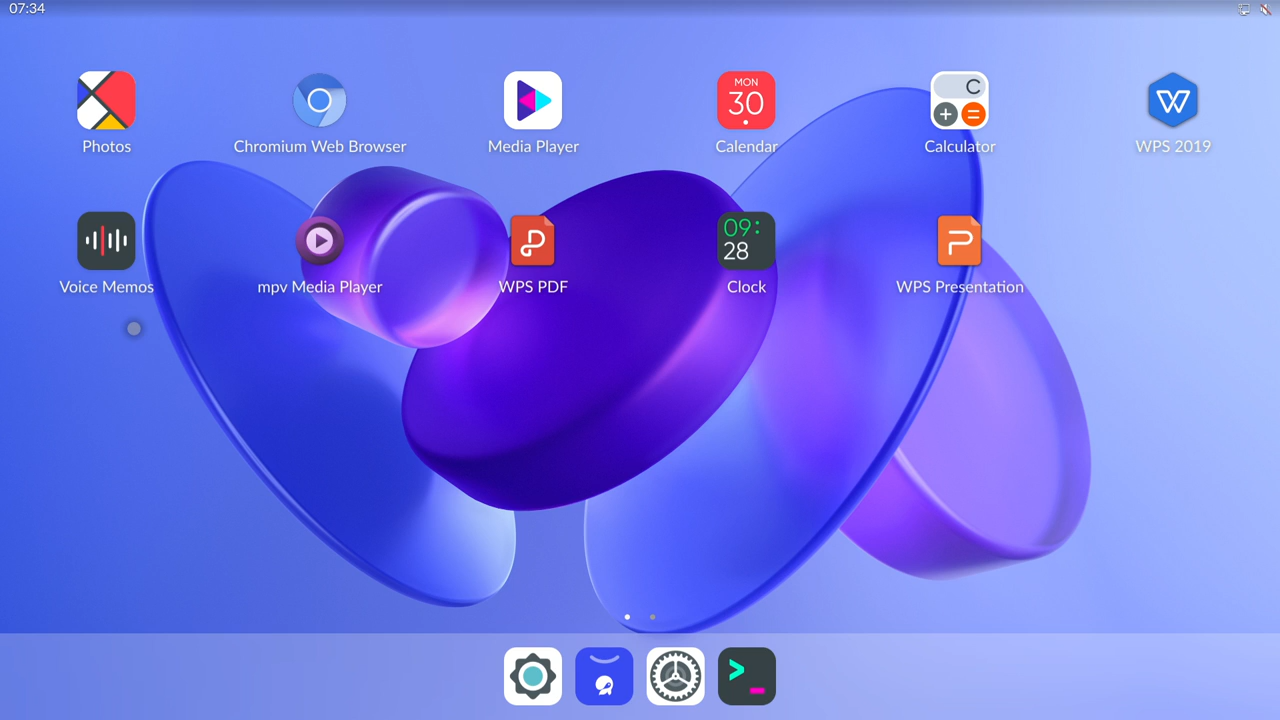 07:34
Photos
Chromium Web Browser
Media Player
MON
30
Calendar
C
+ =
Calculator
W
WPS 2019
Voice Memos
mpv Media Player
WPS PDF
09:
28
Clock
P
WPS Presentation
>_